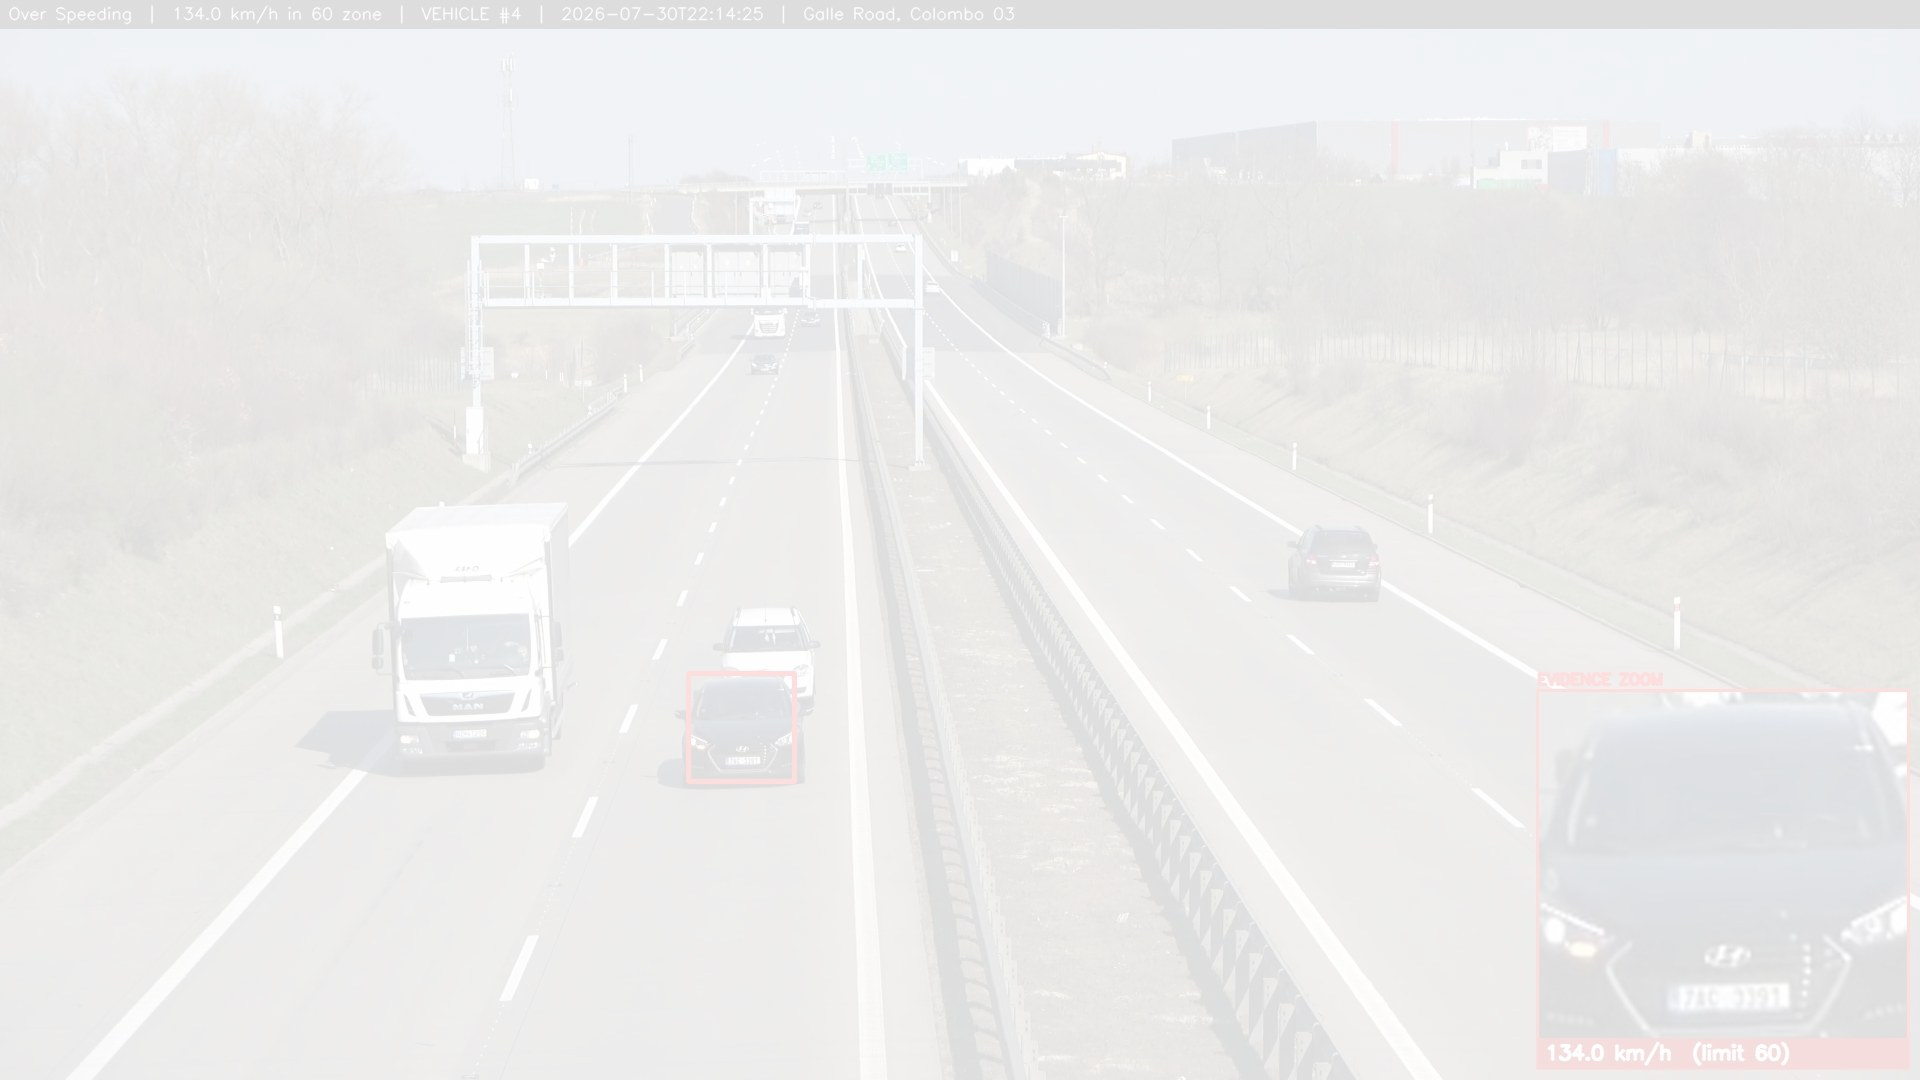 Over Speeding | 134.0 km/h in 60 zone | VEHICLE #4 | 2026-07-30T22:14:25 | Galle Road, Colombo 03
MAN
EVIDENCE ZOOM
134.0 km/h (limit 60)